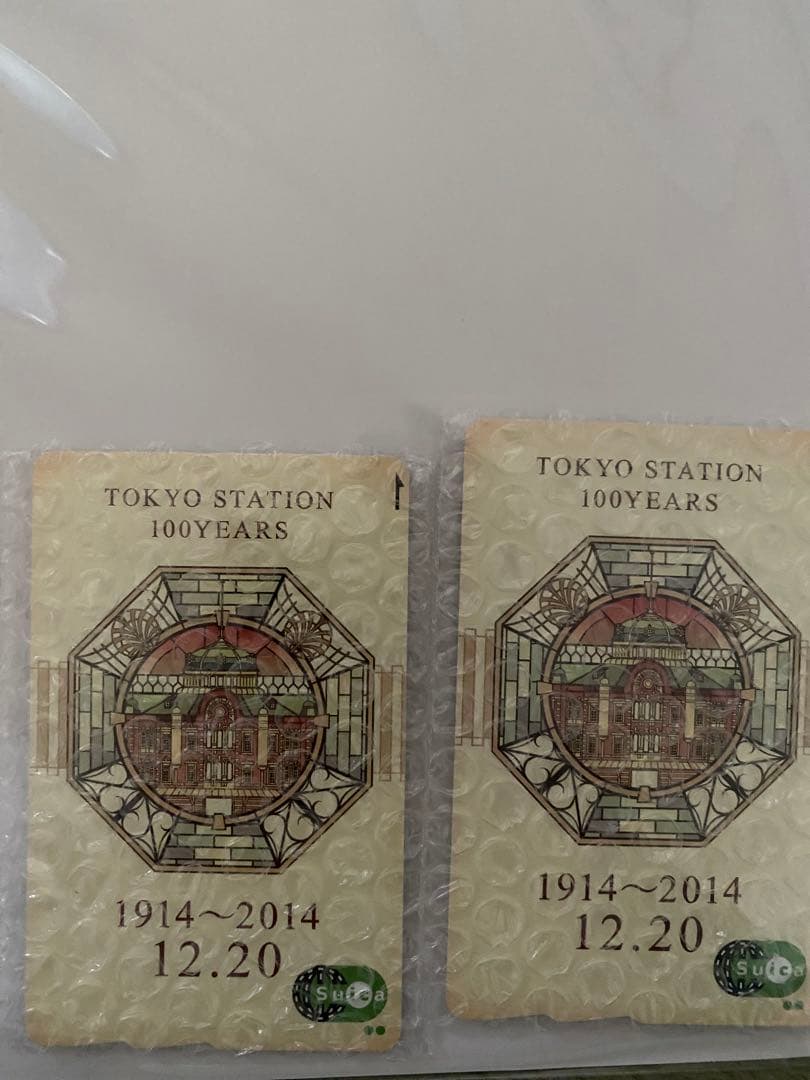 TOKYO STATION
100YEARS
1914～2014
12.20
Suica
TOKYO STATION
100YEARS
1914～2014
12.20
Suica